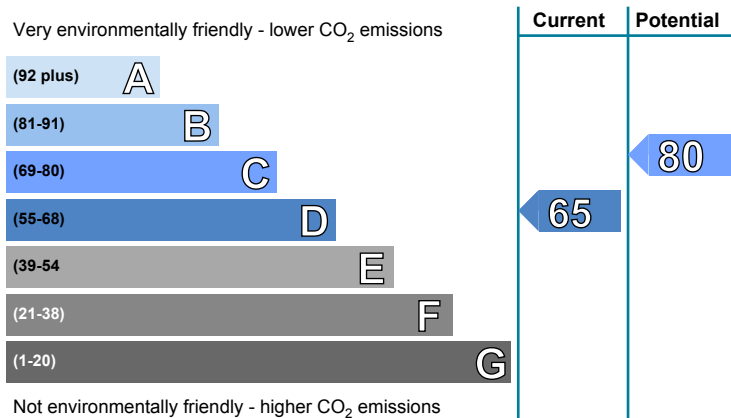 Very environmentally friendly - lower CO₂ emissions
Current
Potential
(92 plus) A
(81-91) B
(69-80) C
80
(55-68) D
65
(39-54 E
(21-38) F
(1-20) G
Not environmentally friendly - higher CO₂ emissions